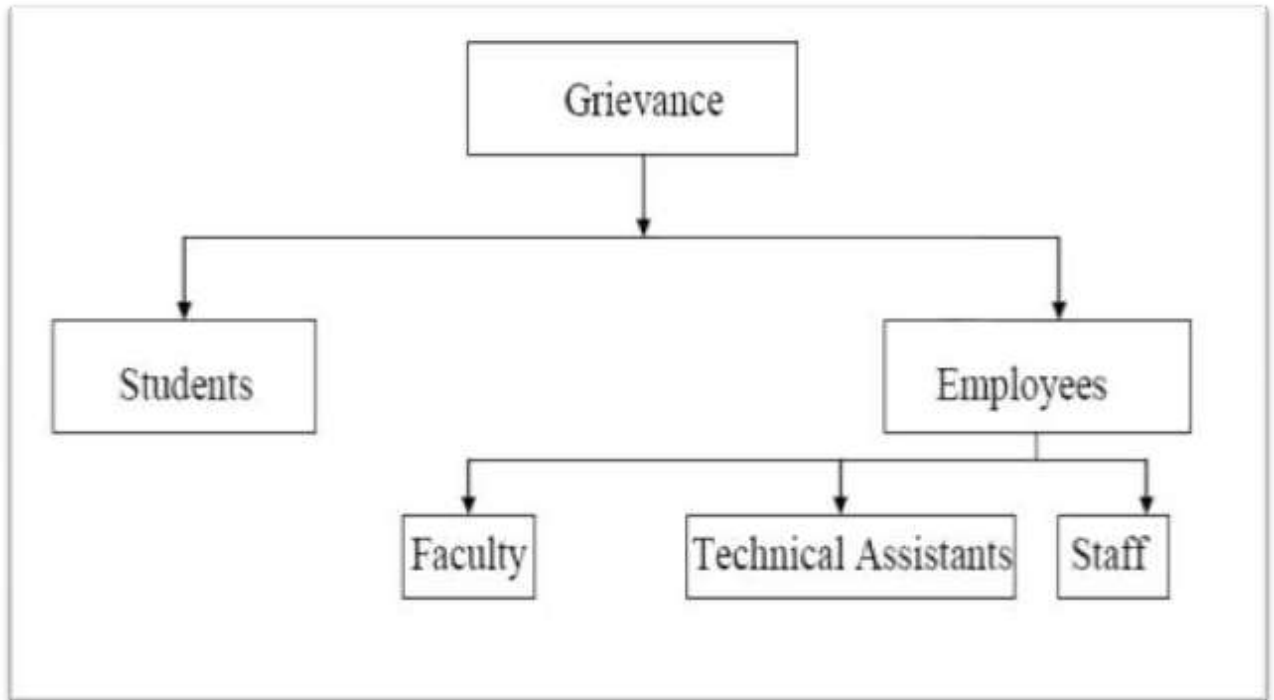 Grievance
Students
Employees
Faculty
Technical Assistants
Staff